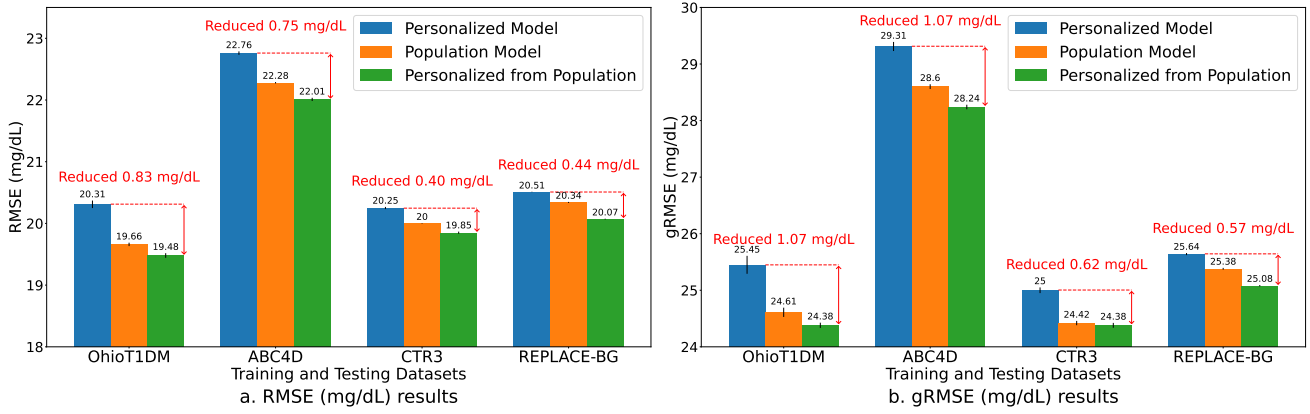 Reduced 0.75 mg/dL
Personalized Model
Population Model
Personalized from Population
RMSE (mg/dL)
23
22
21
20
19
18
22.76
22.28
22.01
Reduced 0.83 mg/dL
20.31
19.66
19.48
Reduced 0.40 mg/dL
20.25
20
19.85
Reduced 0.44 mg/dL
20.51
20.34
20.07
OhioT1DM ABC4D CTR3 REPLACE-BG
Training and Testing Datasets
a. RMSE (mg/dL) results
Reduced 1.07 mg/dL
Personalized Model
Population Model
Personalized from Population
gRMSE (mg/dL)
30
29
28
27
26
25
24
29.31
28.6
28.24
Reduced 1.07 mg/dL
25.45
24.61
24.38
Reduced 0.62 mg/dL
25
24.42
24.38
Reduced 0.57 mg/dL
25.64
25.38
25.08
OhioT1DM ABC4D CTR3 REPLACE-BG
Training and Testing Datasets
b. gRMSE (mg/dL) results